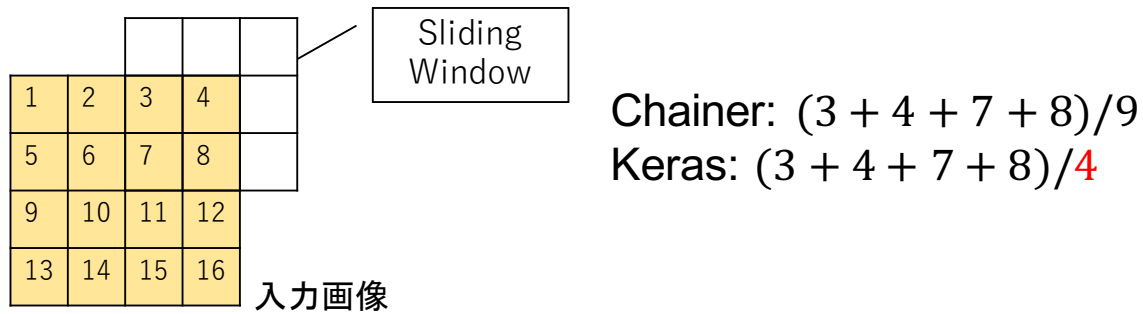 Sliding
Window
1 2 3 4
5 6 7 8
9 10 11 12
13 14 15 16
入力画像
Chainer: (3 + 4 + 7 + 8)/9
Keras: (3 + 4 + 7 + 8)/4